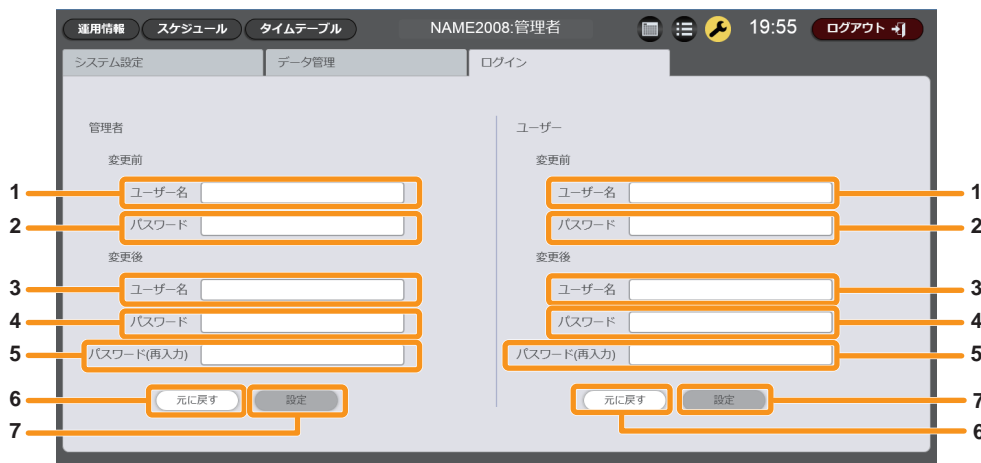 運用情報 スケジュール タイムテーブル NAME2008:管理者 19:55 ログアウト
システム設定 データ管理 ログイン
管理者
変更前
1 ユーザー名
2 パスワード
変更後
3 ユーザー名
4 パスワード
5 パスワード(再入力)
6 元に戻す 設定
7
ユーザー
変更前
ユーザー名 1
パスワード 2
変更後
ユーザー名 3
パスワード 4
パスワード(再入力) 5
元に戻す 設定 7
6